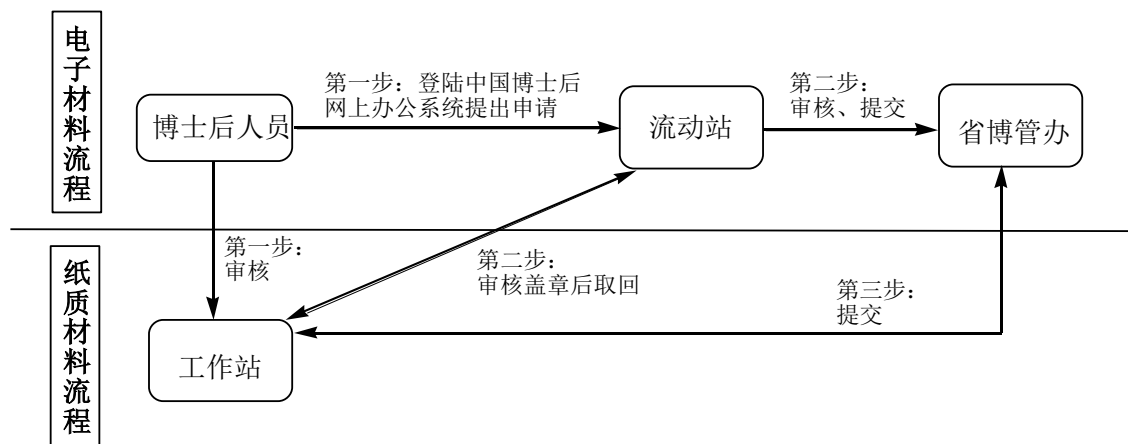 电子材料流程
第一步：登陆中国博士后
网上办公系统提出申请
第二步：
审核、提交
博士后人员
流动站
省博管办
纸质材料流程
第一步：
审核
第二步：
审核盖章后取回
第三步：
提交
工作站